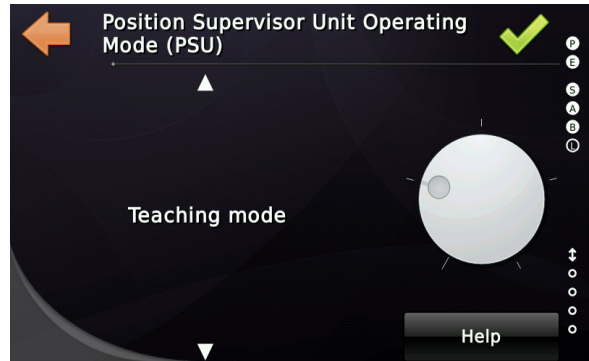 Position Supervisor Unit Operating
Mode (PSU)
P
E
S
A
B
L
Teaching mode
Help